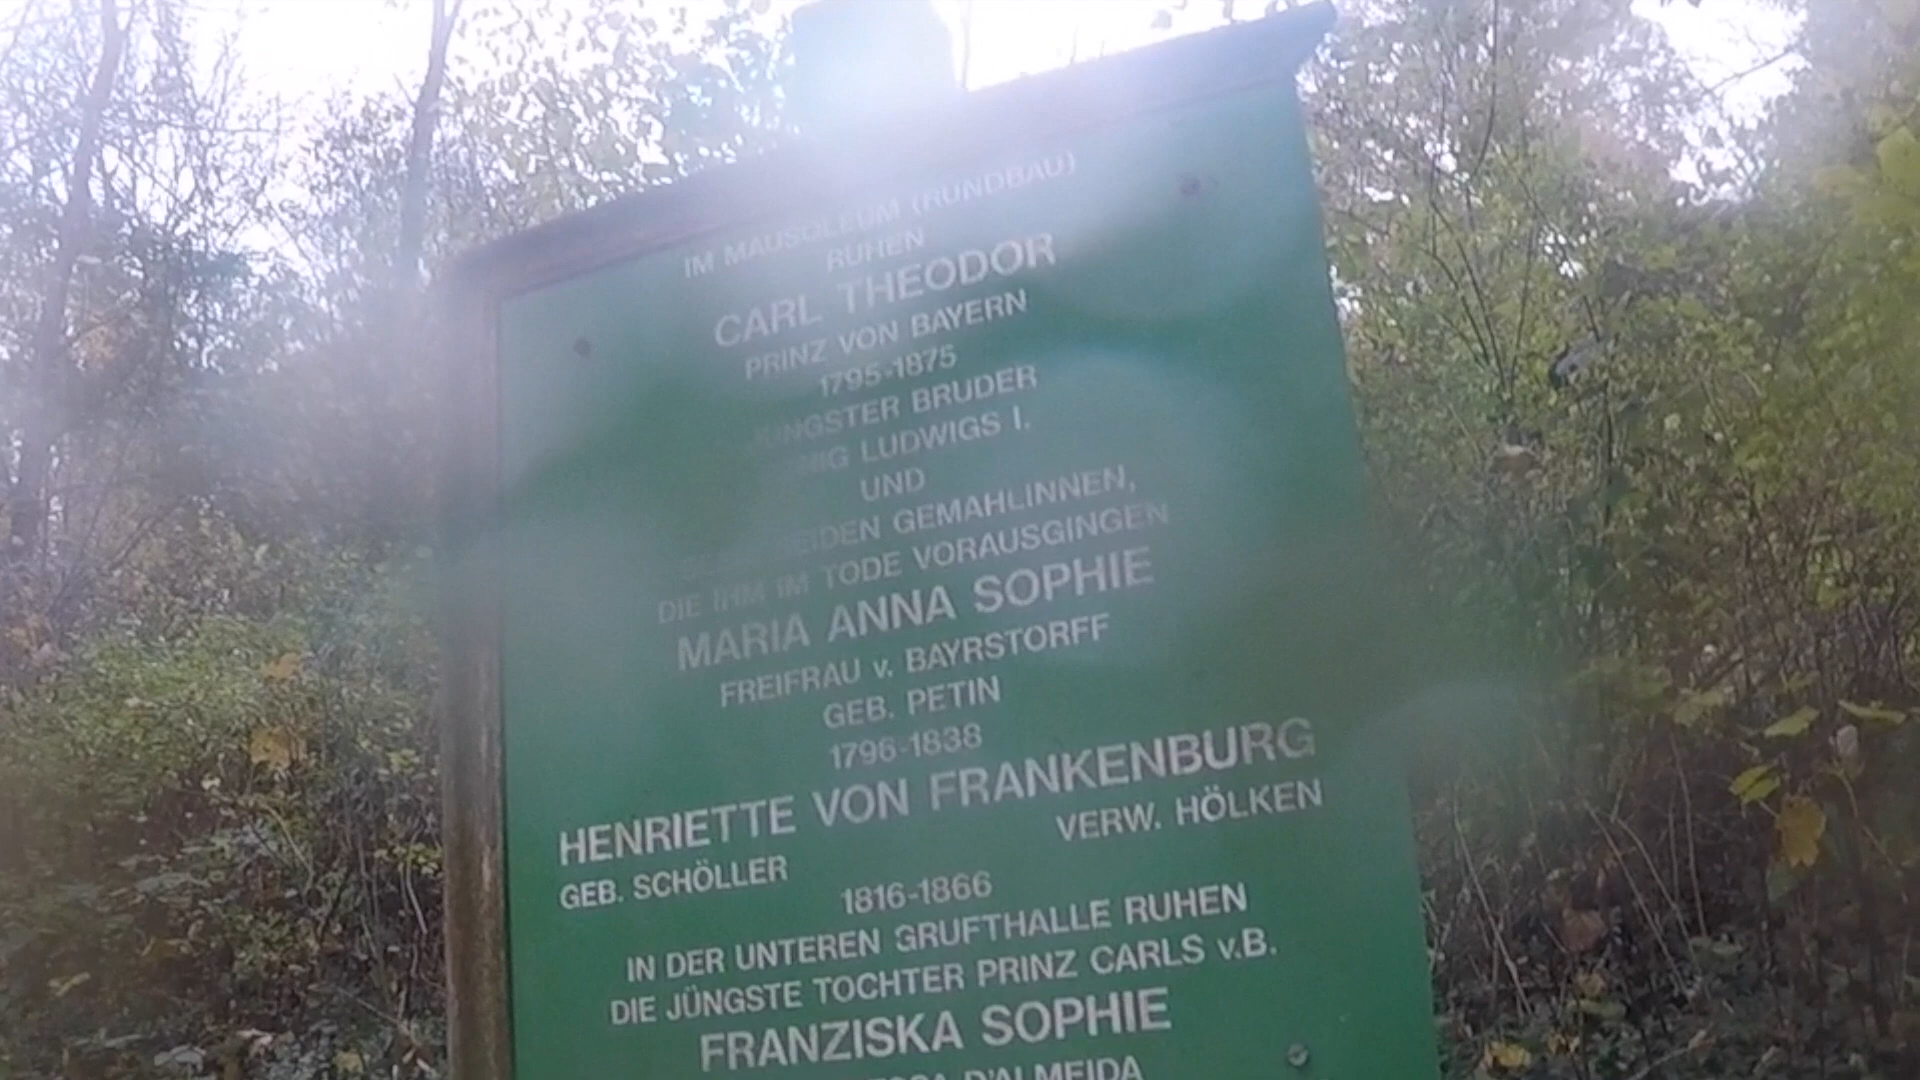 IM MAUSOLEUM (RUNDBAU)
RUHEN
CARL THEODOR
PRINZ VON BAYERN
1795-1875
JÜNGSTER BRUDER
LUDWIGS I.
UND
GEMAHLINNEN,
DIE IHM IM TODE VORAUSGINGEN
MARIA ANNA SOPHIE
FREIFRAU v. BAYRSTORFF
GEB. PETIN
1796-1838
HENRIETTE VON FRANKENBURG
GEB. SCHÖLLER VERW. HÖLKEN
1816-1866
IN DER UNTEREN GRUFTHALLE RUHEN
DIE JÜNGSTE TOCHTER PRINZ CARLS v.B.
FRANZISKA SOPHIE
D'ALMEIDA